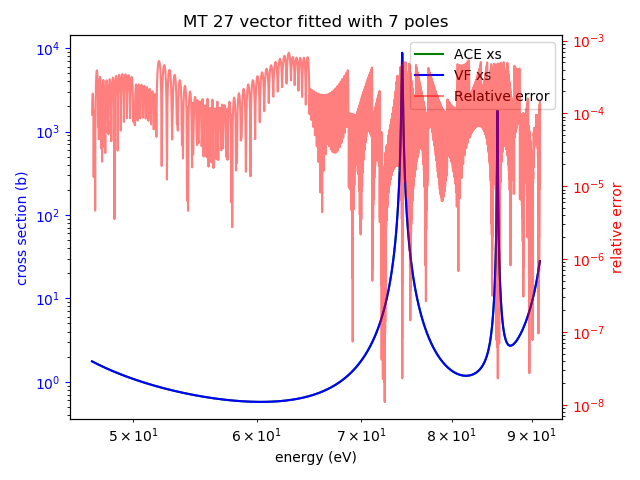 MT 27 vector fitted with 7 poles
ACE xs
VF xs
Relative error
cross section (b)
10⁴
10³
10²
10¹
10⁰
relative error
10⁻³
10⁻⁴
10⁻⁵
10⁻⁶
10⁻⁷
10⁻⁸
5 × 10¹ 6 × 10¹ 7 × 10¹ 8 × 10¹ 9 × 10¹
energy (eV)